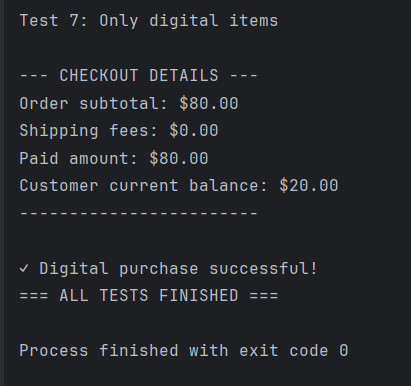 Test 7: Only digital items
--- CHECKOUT DETAILS ---
Order subtotal: $80.00
Shipping fees: $0.00
Paid amount: $80.00
Customer current balance: $20.00
------------------------
✓ Digital purchase successful!
=== ALL TESTS FINISHED ===
Process finished with exit code 0